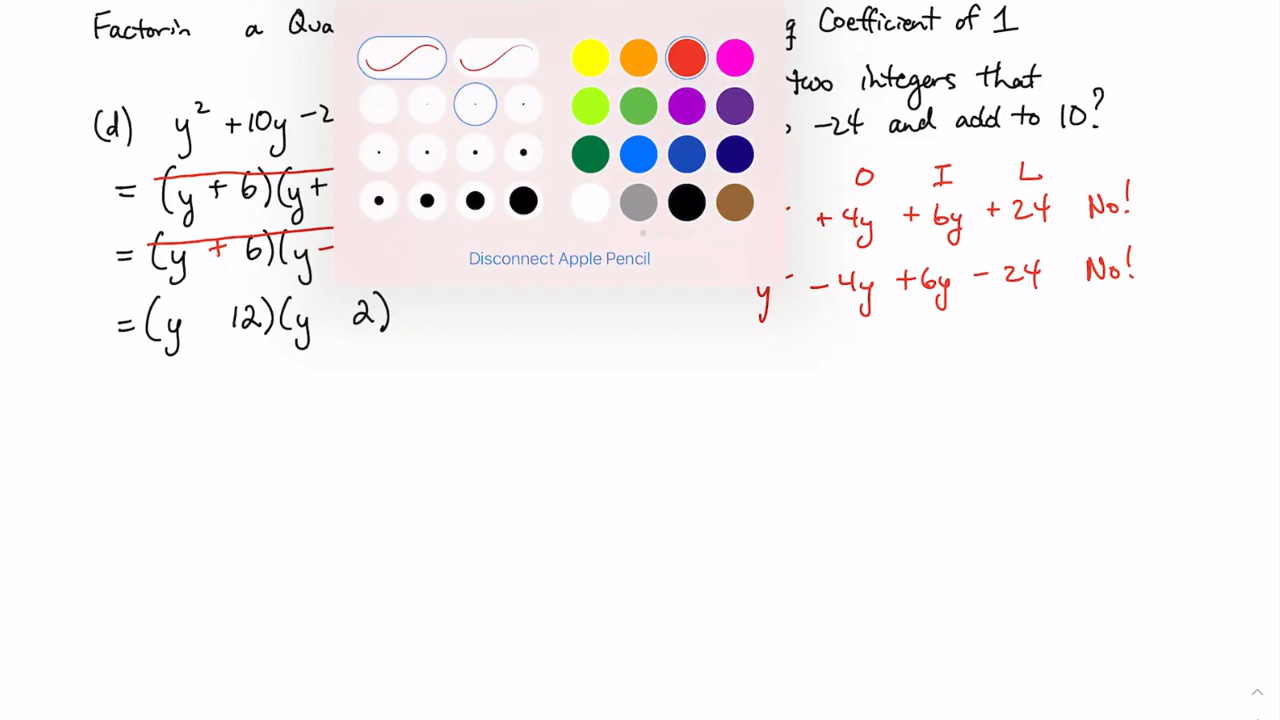 Factorin a Qua
g Coefficient of 1
two integers that
(d) y² +10y -2
-24 and add to 10?
O I L
= (y + 6)(y+
+ 4y + 6y + 24 No!
= (y + 6)(y -
y - 4y + 6y - 24 No!
= (y 12)(y 2)
Disconnect Apple Pencil